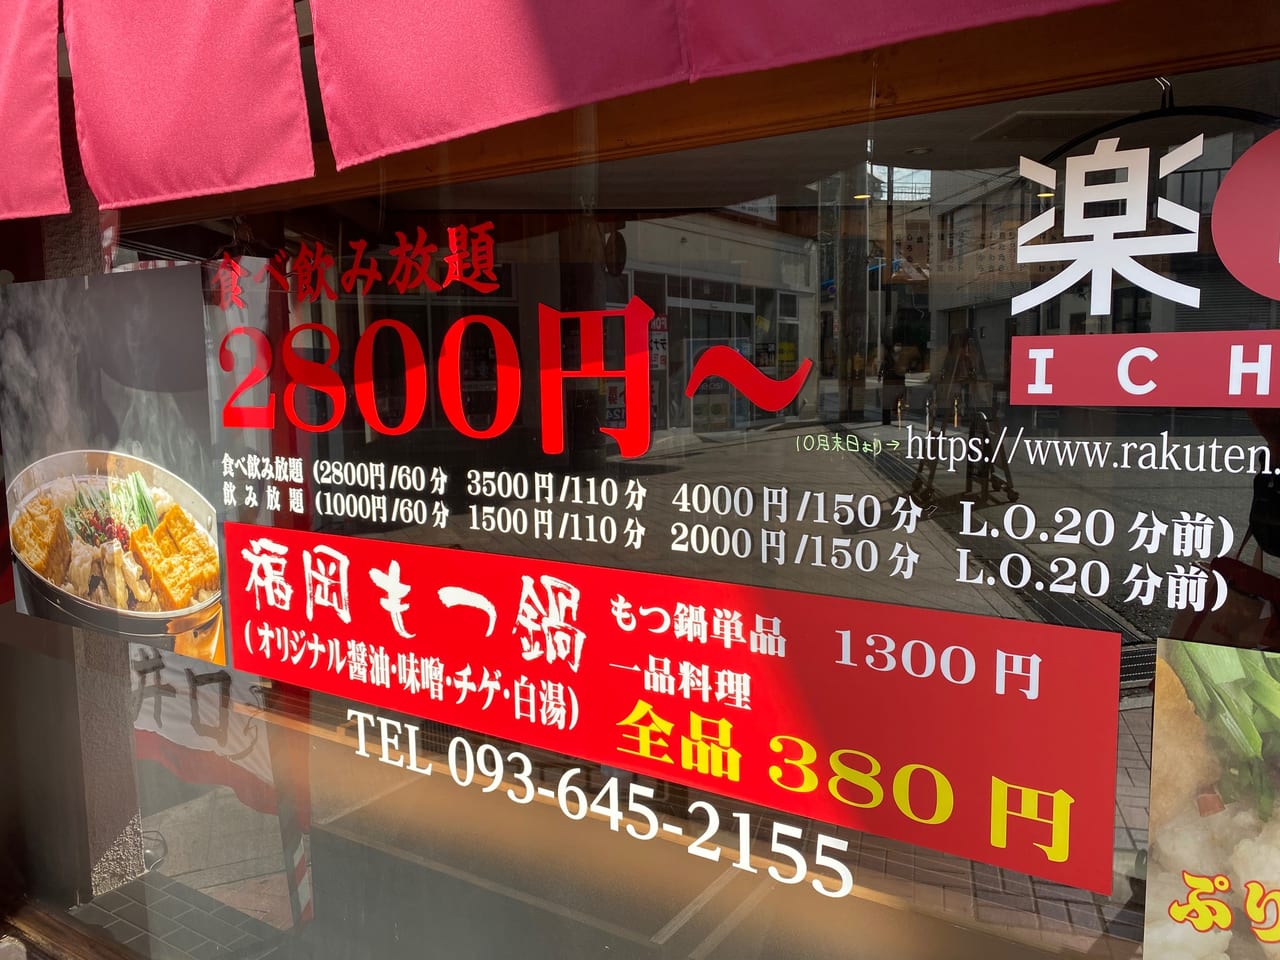 食べ飲み放題
2800円〜
楽
ICH
(10月末日より)→https://www.rakuten.
食べ飲み放題 (2800円/60分 3500円/110分 4000円/150分 L.O.20分前)
飲み放題 (1000円/60分 1500円/110分 2000円/150分 L.O.20分前)
福岡もつ鍋
(オリジナル醤油・味噌・チゲ・白湯)
もつ鍋単品 1300円
一品料理
全品380円
TEL 093-645-2155
ぷり